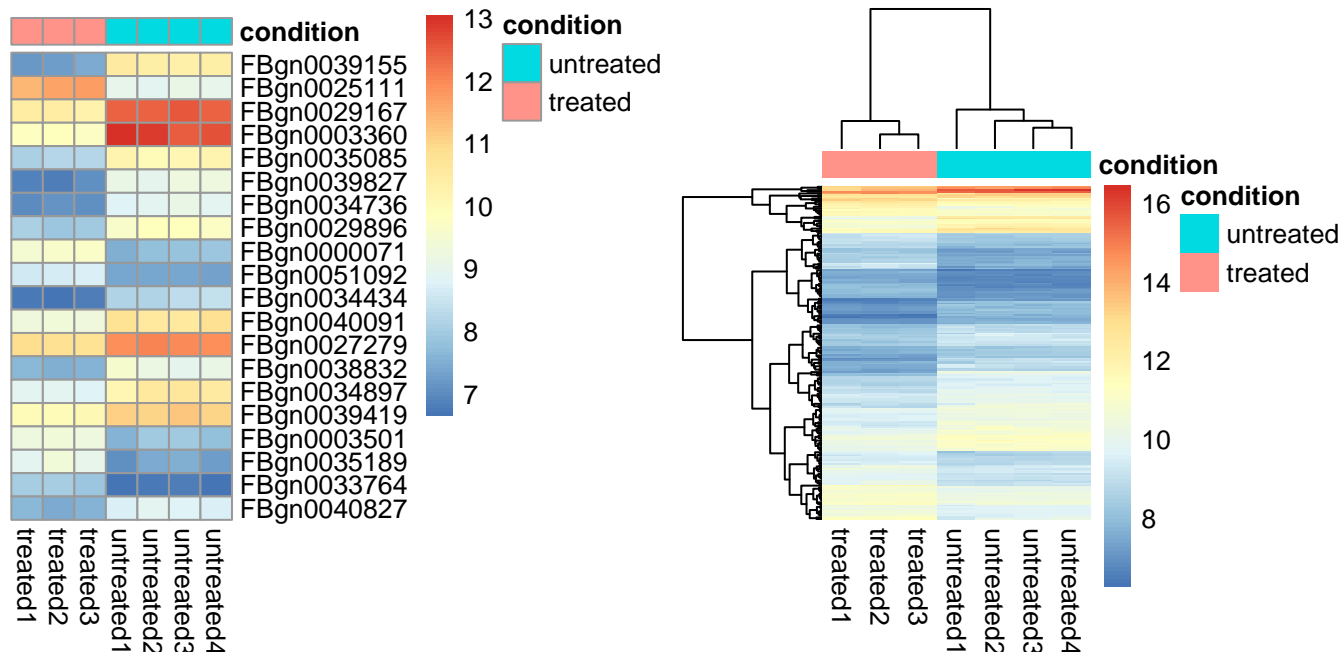 condition
FBgn0039155
FBgn0025111
FBgn0029167
FBgn0003360
FBgn0035085
FBgn0039827
FBgn0034736
FBgn0029896
FBgn0000071
FBgn0051092
FBgn0034434
FBgn0040091
FBgn0027279
FBgn0038832
FBgn0034897
FBgn0039419
FBgn0003501
FBgn0035189
FBgn0033764
FBgn0040827
treated1
treated2
treated3
untreated1
untreated2
untreated3
untreated4
13
12
11
10
9
8
7
condition
untreated
treated
condition
treated1
treated2
treated3
untreated1
untreated2
untreated3
untreated4
16
14
12
10
8
condition
untreated
treated